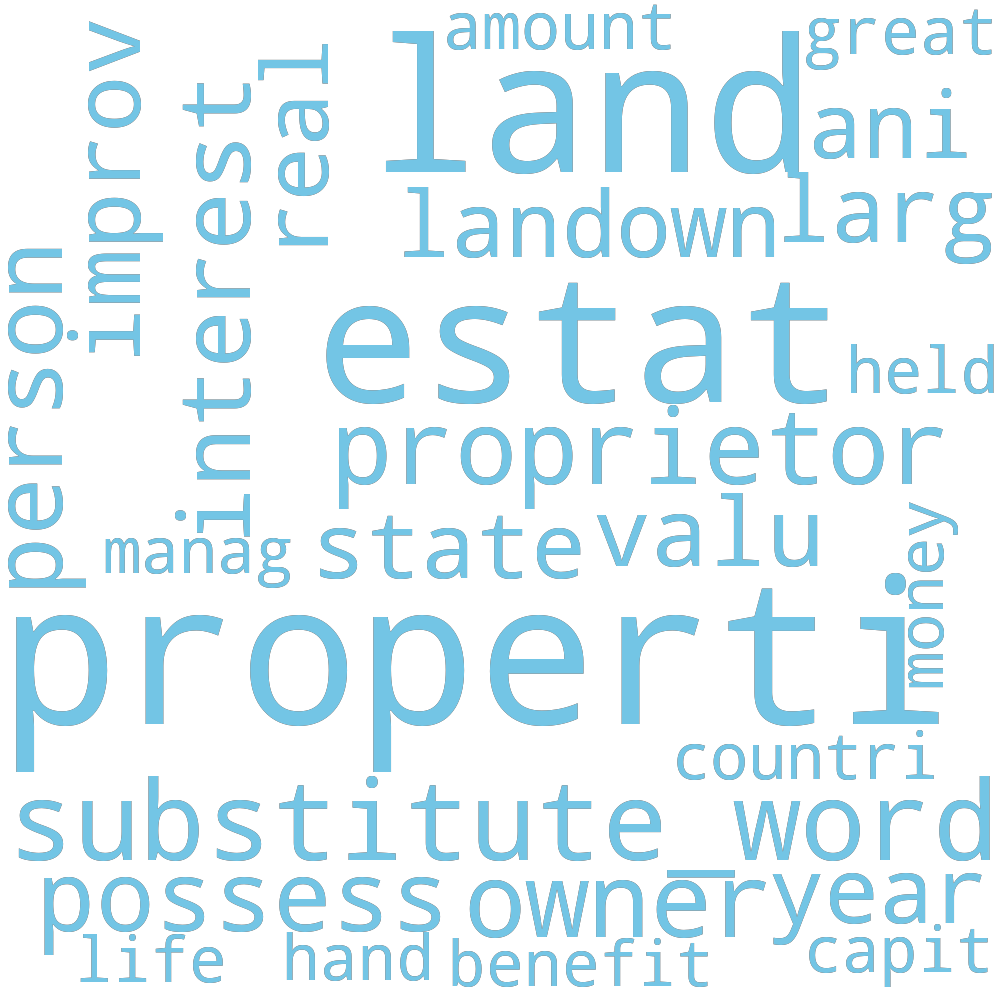 amount
great
improv
real
land
interest
ani
larg
landown
person
estat
held
proprietor
valu
money
state
manag
properti
countri
substitute_word
possess
owner
year
capit
life
hand
benefit